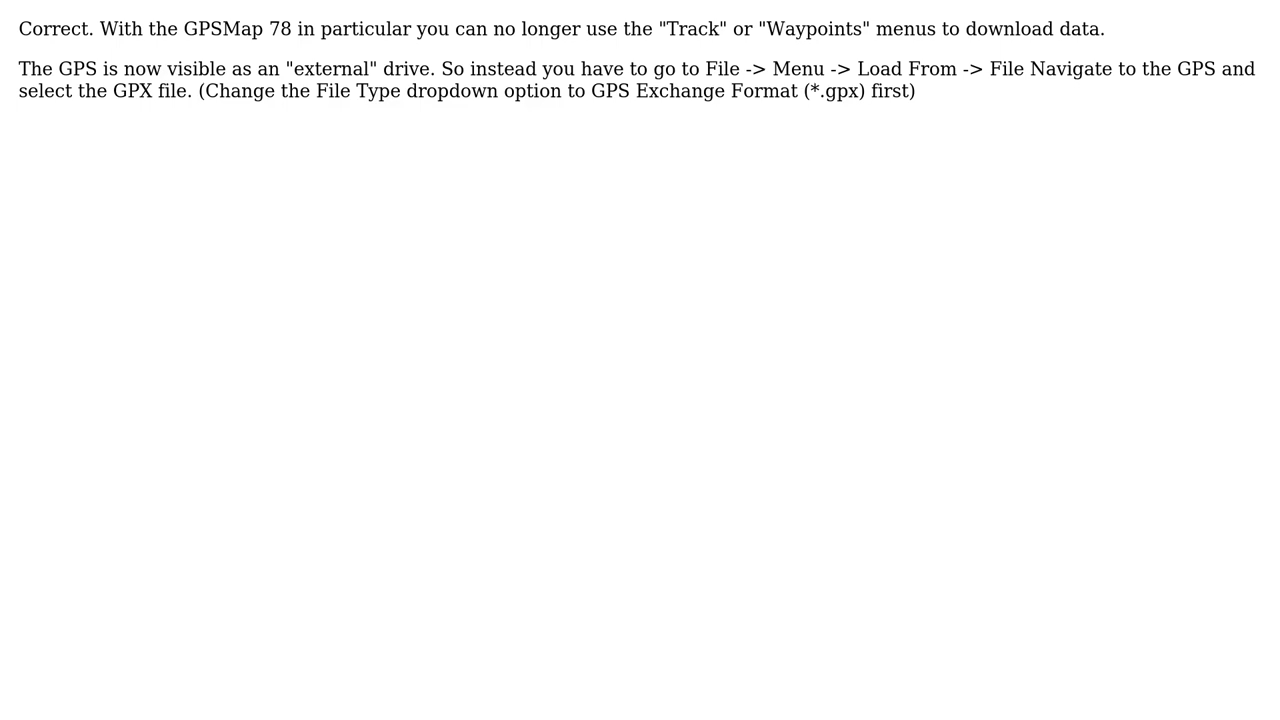 Correct. With the GPSMap 78 in particular you can no longer use the "Track" or "Waypoints" menus to download data.
The GPS is now visible as an "external" drive. So instead you have to go to File -> Menu -> Load From -> File Navigate to the GPS and
select the GPX file. (Change the File Type dropdown option to GPS Exchange Format (*.gpx) first)